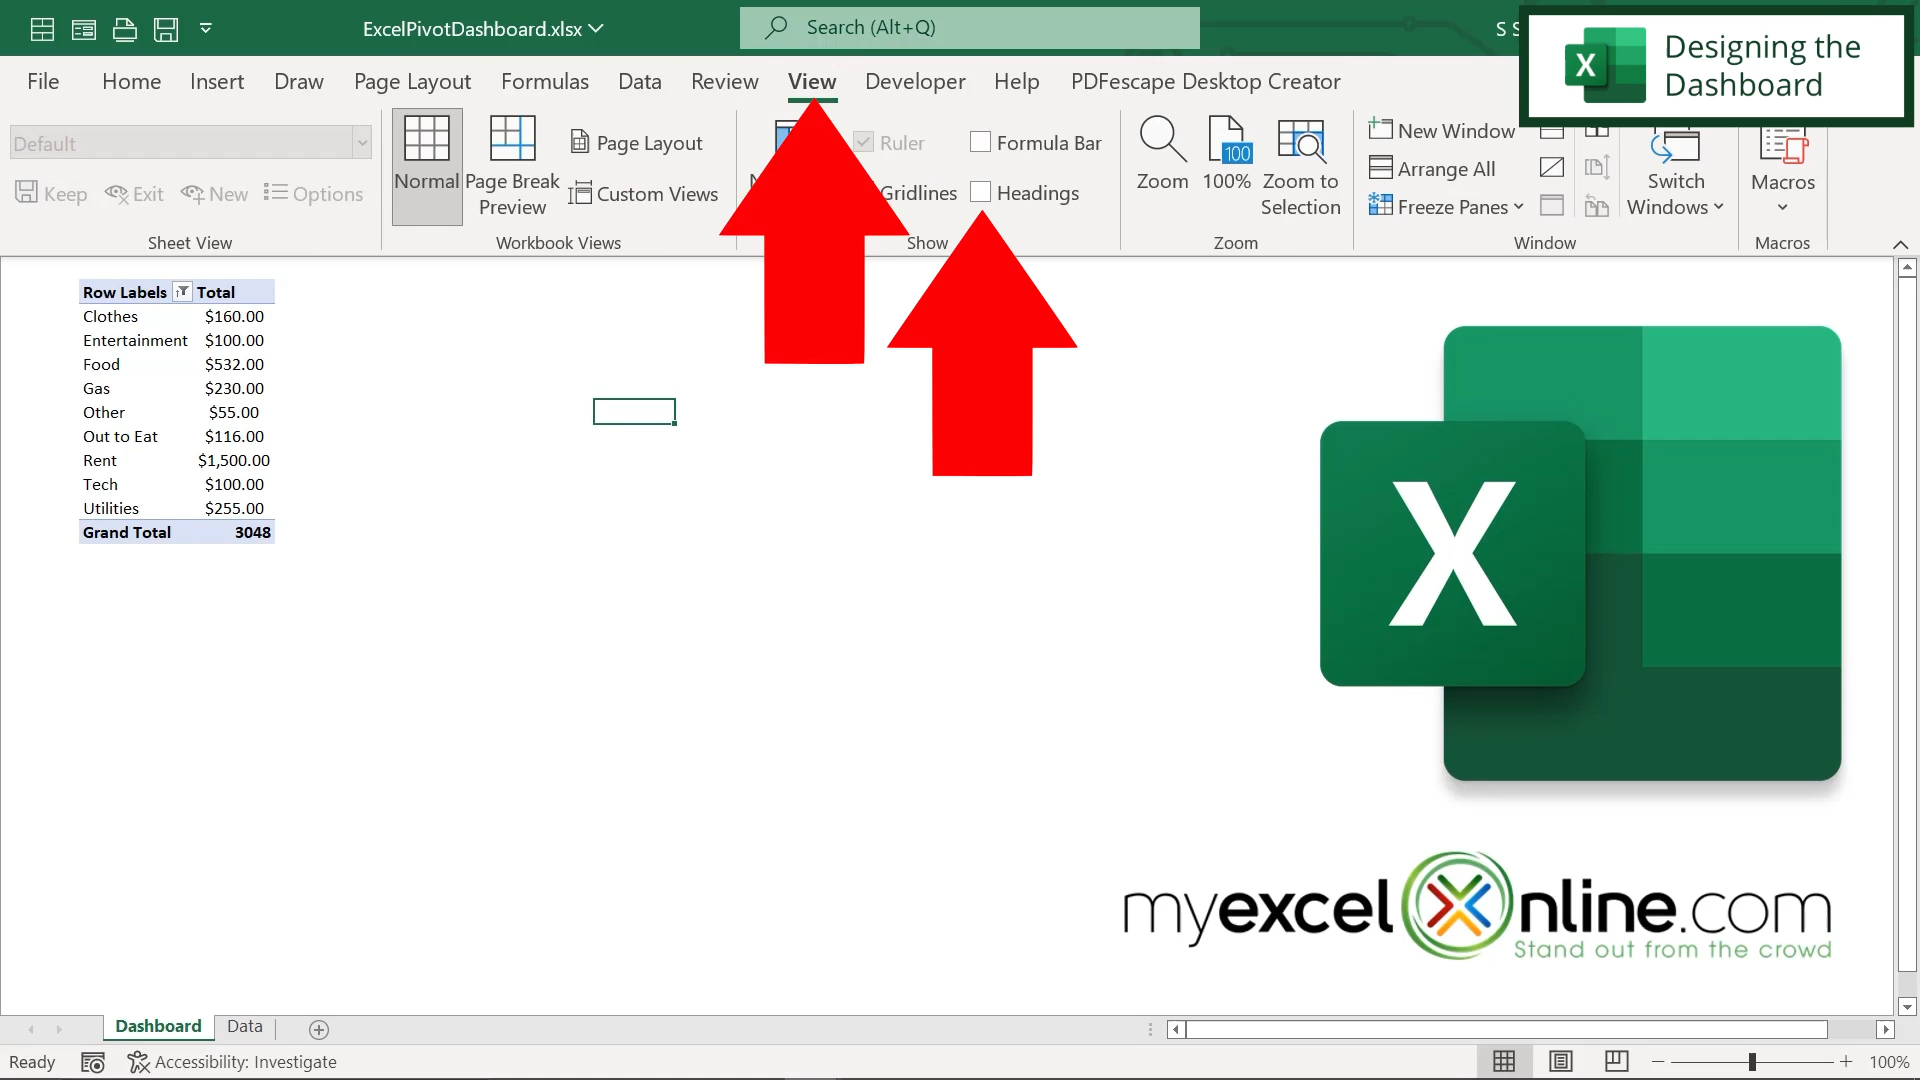 ExcelPivotDashboard.xlsx
Search (Alt+Q)
S S
Designing the
Dashboard
File Home Insert Draw Page Layout Formulas Data Review View Developer Help PDFescape Desktop Creator
Default
Keep Exit New Options
Sheet View
Normal
Page Break
Preview
Page Layout
Custom Views
Workbook Views
Ruler
Gridlines
Formula Bar
Headings
Show
Zoom
100
100%
Zoom to
Selection
Zoom
New Window
Arrange All
Freeze Panes
Switch
Windows
Window
Macros
Macros
Row Labels Total
Clothes $160.00
Entertainment $100.00
Food $532.00
Gas $230.00
Other $55.00
Out to Eat $116.00
Rent $1,500.00
Tech $100.00
Utilities $255.00
Grand Total 3048
X
myexcelOnline.com
Stand out from the crowd
Dashboard Data
Ready Accessibility: Investigate 100%